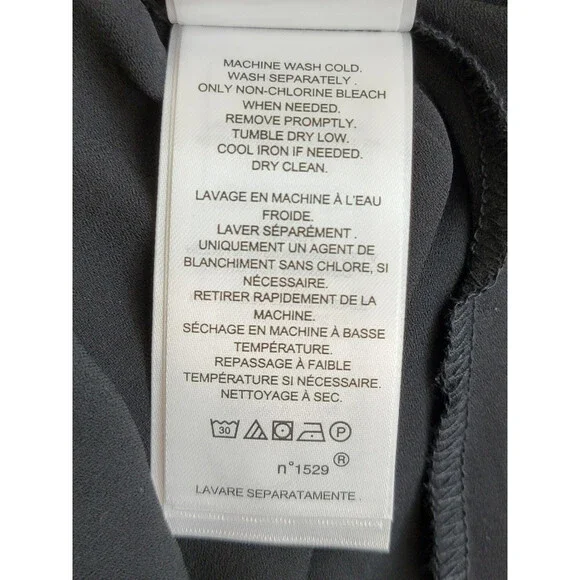 MACHINE WASH COLD.
WASH SEPARATELY .
ONLY NON-CHLORINE BLEACH
WHEN NEEDED.
REMOVE PROMPTLY.
TUMBLE DRY LOW.
COOL IRON IF NEEDED.
DRY CLEAN.
LAVAGE EN MACHINE À L'EAU
FROIDE.
LAVER SÉPARÉMENT .
UNIQUEMENT UN AGENT DE
BLANCHIMENT SANS CHLORE, SI
NÉCESSAIRE.
RETIRER RAPIDEMENT DE LA
MACHINE.
SÉCHAGE EN MACHINE À BASSE
TEMPÉRATURE.
REPASSAGE À FAIBLE
TEMPÉRATURE SI NÉCESSAIRE.
NETTOYAGE À SEC.
30 P
n°1529 ®
LAVARE SEPARATAMENTE .